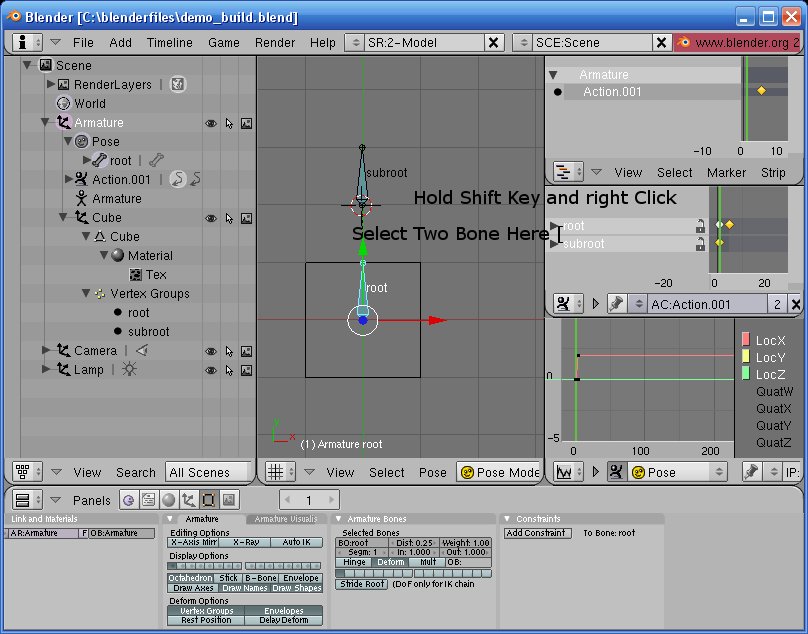 Blender [C:\blenderfiles\demo_build.blend]
File Add Timeline Game Render Help SR:2-Model SCE:Scene www.blender.org 2
Scene
RenderLayers
World
Armature
Pose
root
Action.001
Armature
Cube
Cube
Material
Tex
Vertex Groups
root
subroot
Camera
Lamp
View Search All Scenes
subroot
Hold Shift Key and right Click
Select Two Bone Here
root
y
x
(1) Armature root
View Select Pose Pose Mode
Armature
Action.001
-10 0 10
View Select Marker Strip
root
subroot
-20 0 20
AC:Action.001 2
0
-5
0 100 200
LocX
LocY
LocZ
QuatW
QuatX
QuatY
QuatZ
Pose IP:
Panels 1
Link and Materials
AR:Armature F OB:Armature
Armature Armature Visualis
Editing Options
X-Axis Mirr X-Ray Auto IK
Display Options
Octahedron Stick B-Bone Envelope
Draw Axes Draw Names Draw Shapes
Deform Options
Vertex Groups Envelopes
Rest Position Delay Deform
Armature Bones
Selected Bones
BO:root Dist: 0.25 Weight: 1.00
Segm: 1 In: 1.000 Out: 1.000
Hinge Deform Mult OB:
Stride Root (DoF only for IK chain
Constraints
Add Constraint To Bone: root